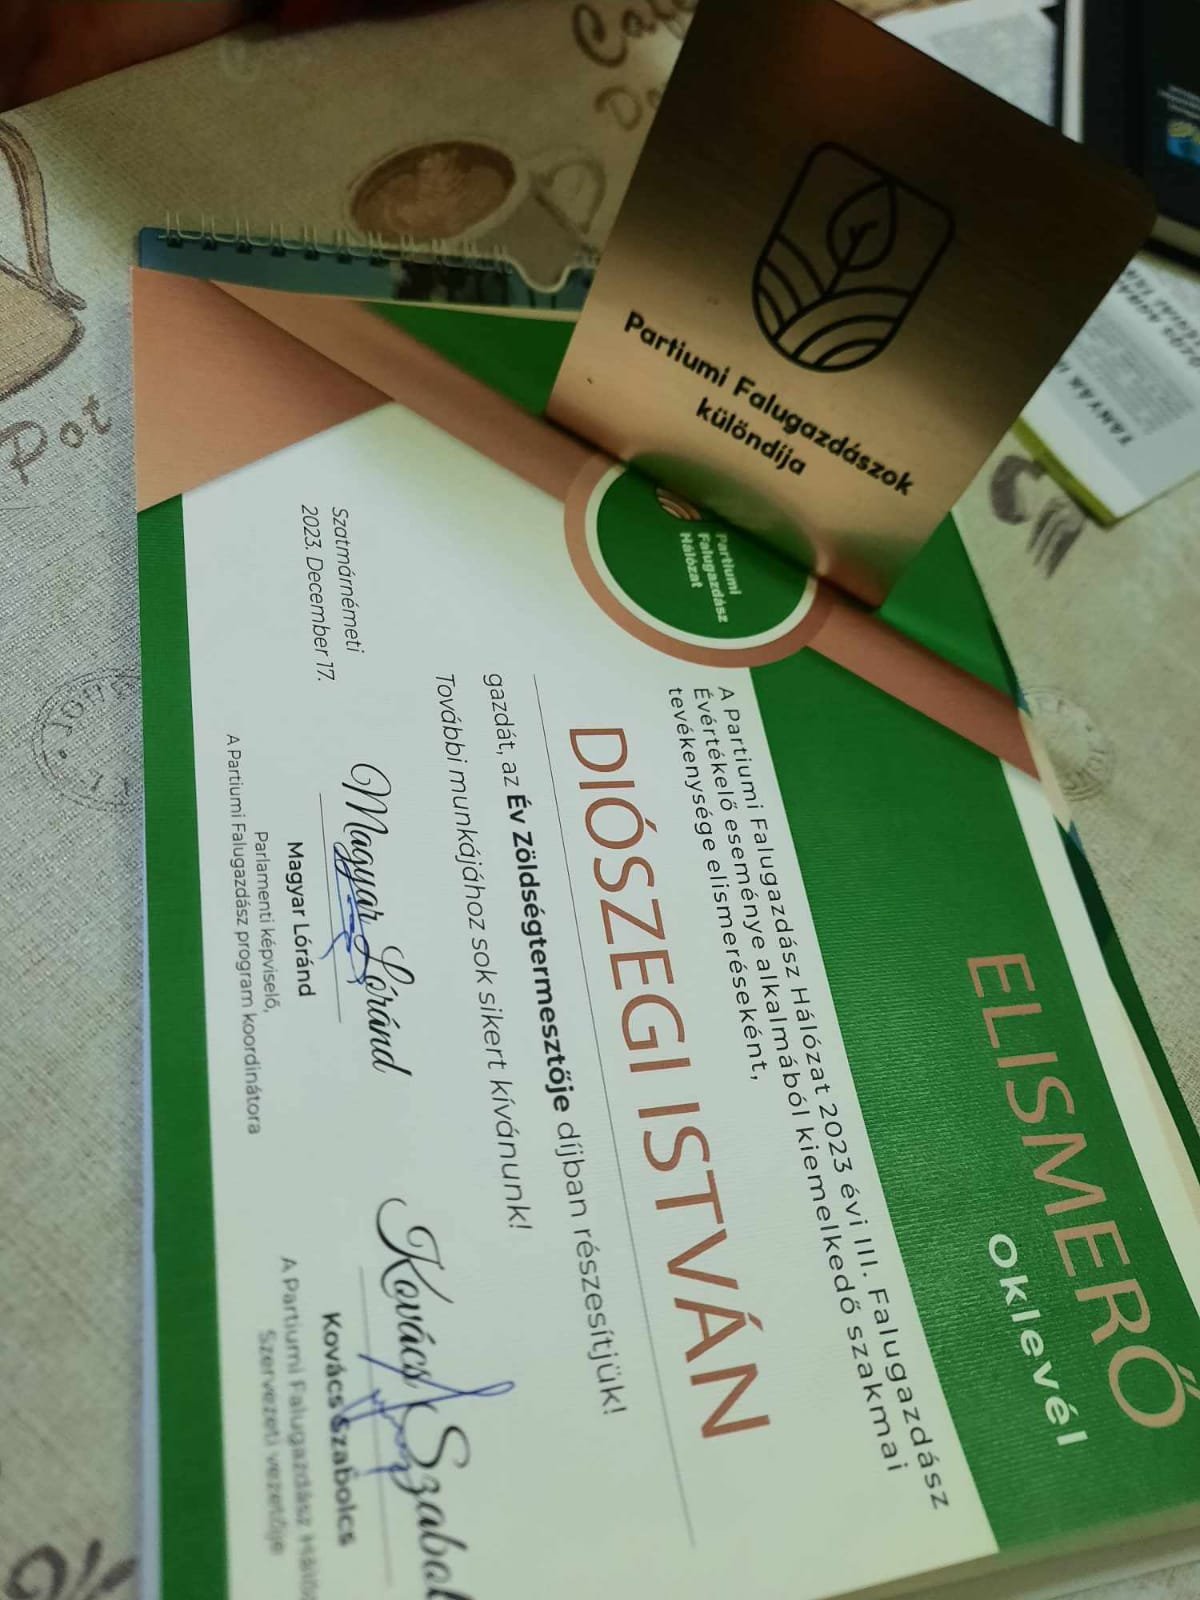 ELISMERŐ
oklevél
A Partiumi Falugazdász Hálózat 2023 évi III. Falugazdász
Évértékelő eseménye alkalmából kiemelkedő szakmai
tevékenysége elismeréseként,
DIÓSZEGI ISTVÁN
gazdát, az Év Zöldségtermesztője díjban részesítjük!
További munkájához sok sikert kívánunk!
Szatmárnémeti
2023. December 17.
Magyar Lóránd
Magyar Lóránd
Parlamenti képviselő,
A Partiumi Falugazdász program koordinátora
Kovács
Kovács Szabolcs
A Partiumi Falugazdász
Szervezeti vezetője
Partiumi
Falugazdász
Hálózat
Partiumi Falugazdászok
különdíja
Pot
TANYÁK